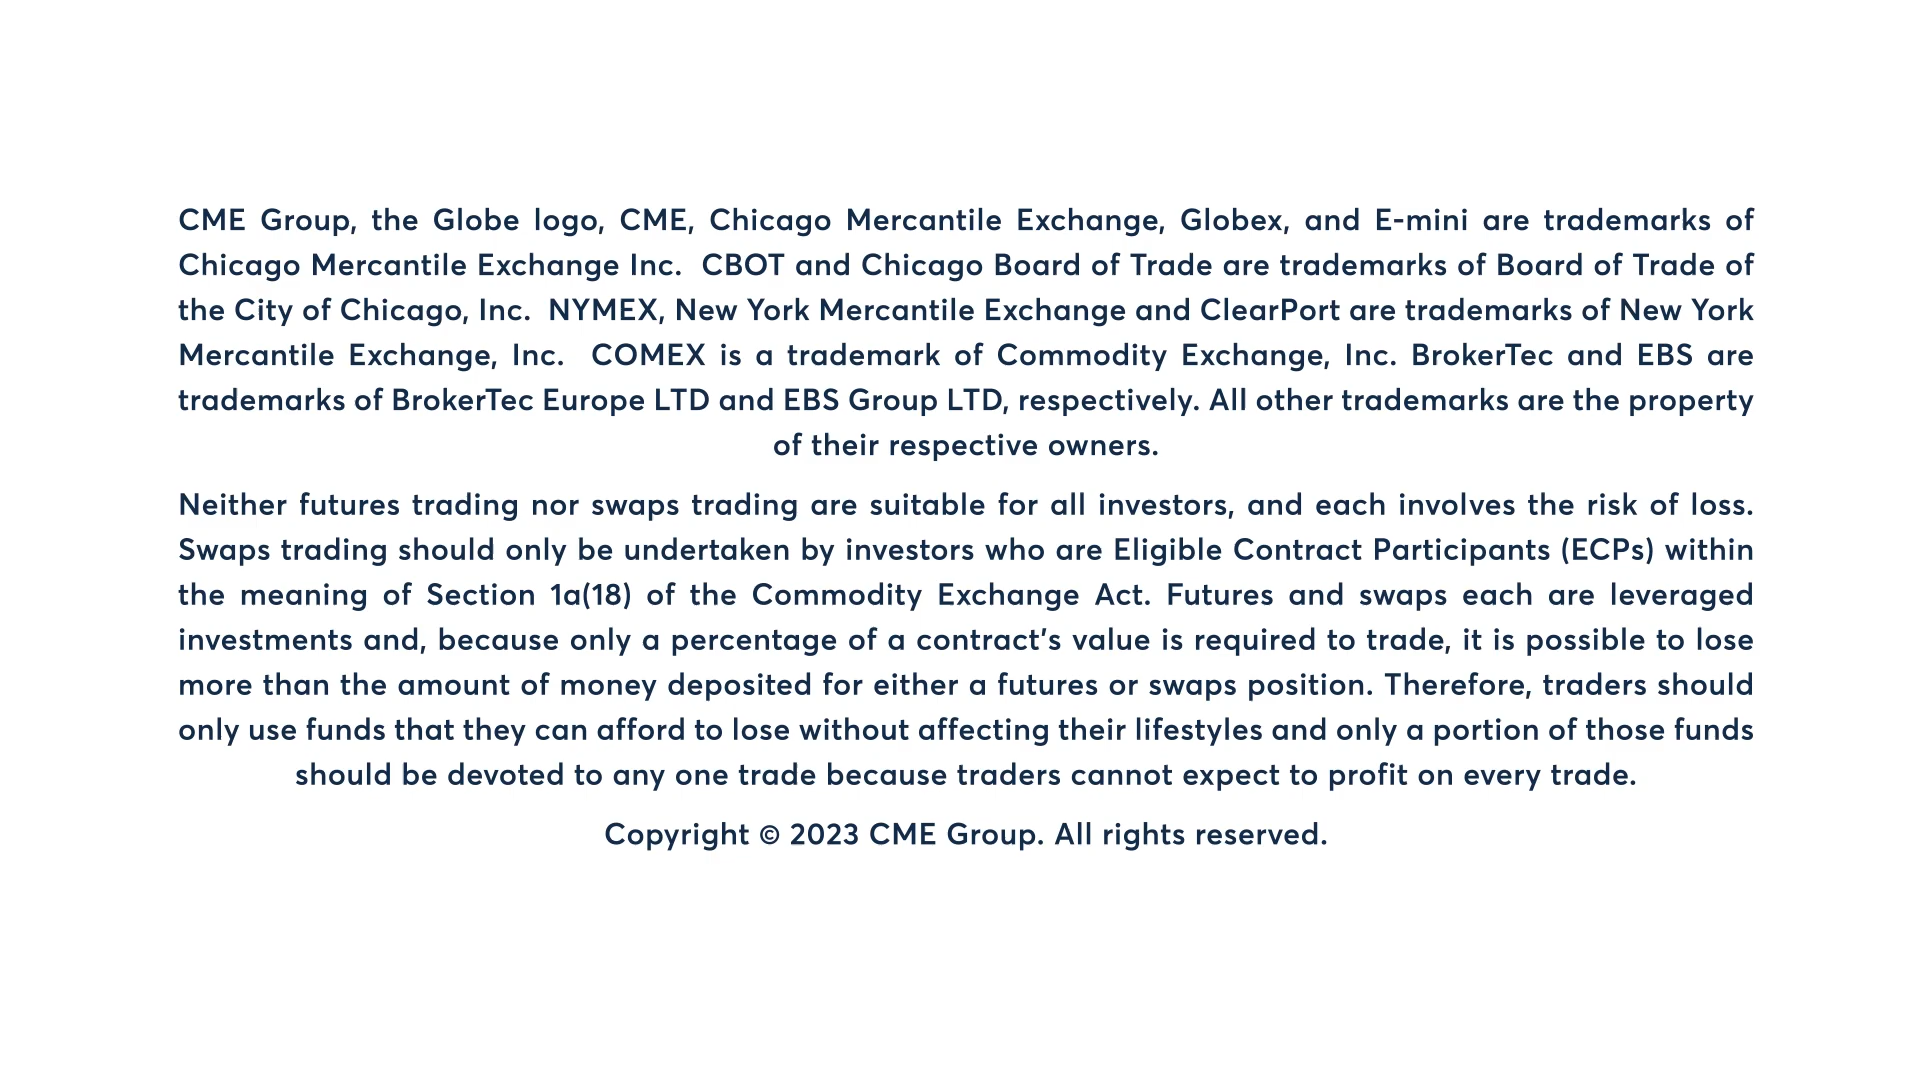 CME Group, the Globe logo, CME, Chicago Mercantile Exchange, Globex, and E-mini are trademarks of
Chicago Mercantile Exchange Inc.  CBOT and Chicago Board of Trade are trademarks of Board of Trade of
the City of Chicago, Inc.  NYMEX, New York Mercantile Exchange and ClearPort are trademarks of New York
Mercantile Exchange, Inc.  COMEX is a trademark of Commodity Exchange, Inc. BrokerTec and EBS are
trademarks of BrokerTec Europe LTD and EBS Group LTD, respectively. All other trademarks are the property
of their respective owners.
Neither futures trading nor swaps trading are suitable for all investors, and each involves the risk of loss.
Swaps trading should only be undertaken by investors who are Eligible Contract Participants (ECPs) within
the meaning of Section 1a(18) of the Commodity Exchange Act. Futures and swaps each are leveraged
investments and, because only a percentage of a contract’s value is required to trade, it is possible to lose
more than the amount of money deposited for either a futures or swaps position. Therefore, traders should
only use funds that they can afford to lose without affecting their lifestyles and only a portion of those funds
should be devoted to any one trade because traders cannot expect to profit on every trade.
Copyright © 2023 CME Group. All rights reserved.